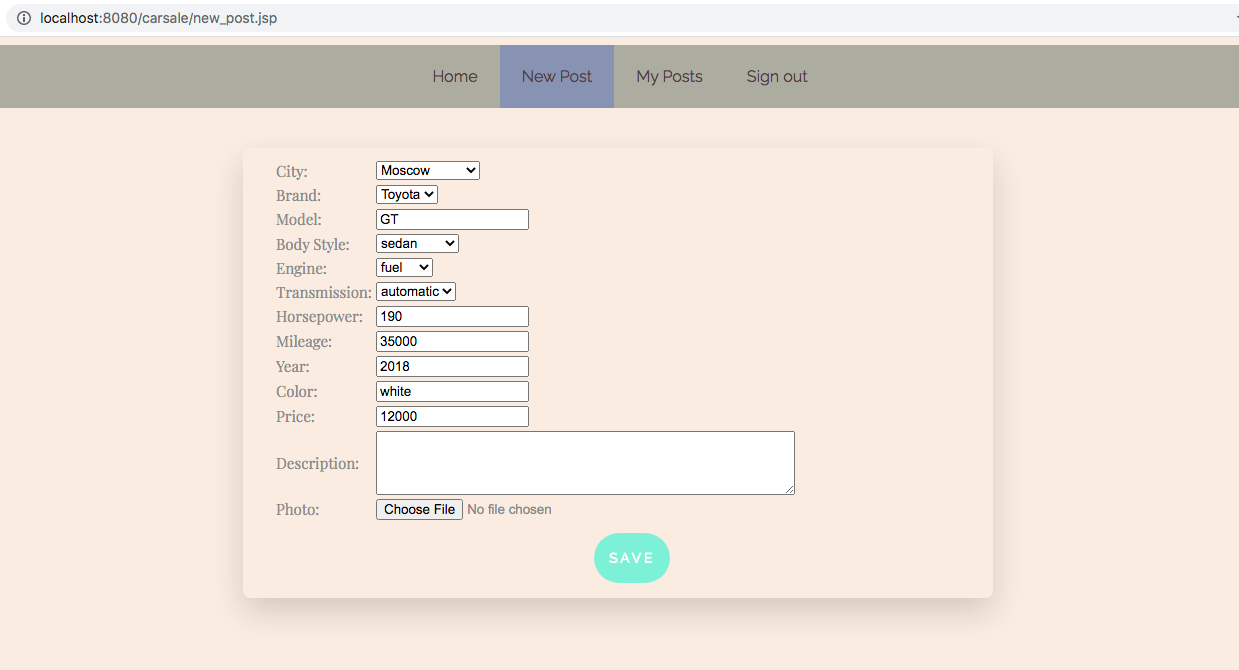 localhost:8080/carsale/new_post.jsp
Home New Post My Posts Sign out
City: Moscow
Brand: Toyota
Model: GT
Body Style: sedan
Engine: fuel
Transmission: automatic
Horsepower: 190
Mileage: 35000
Year: 2018
Color: white
Price: 12000
Description:
Photo: Choose File No file chosen
SAVE